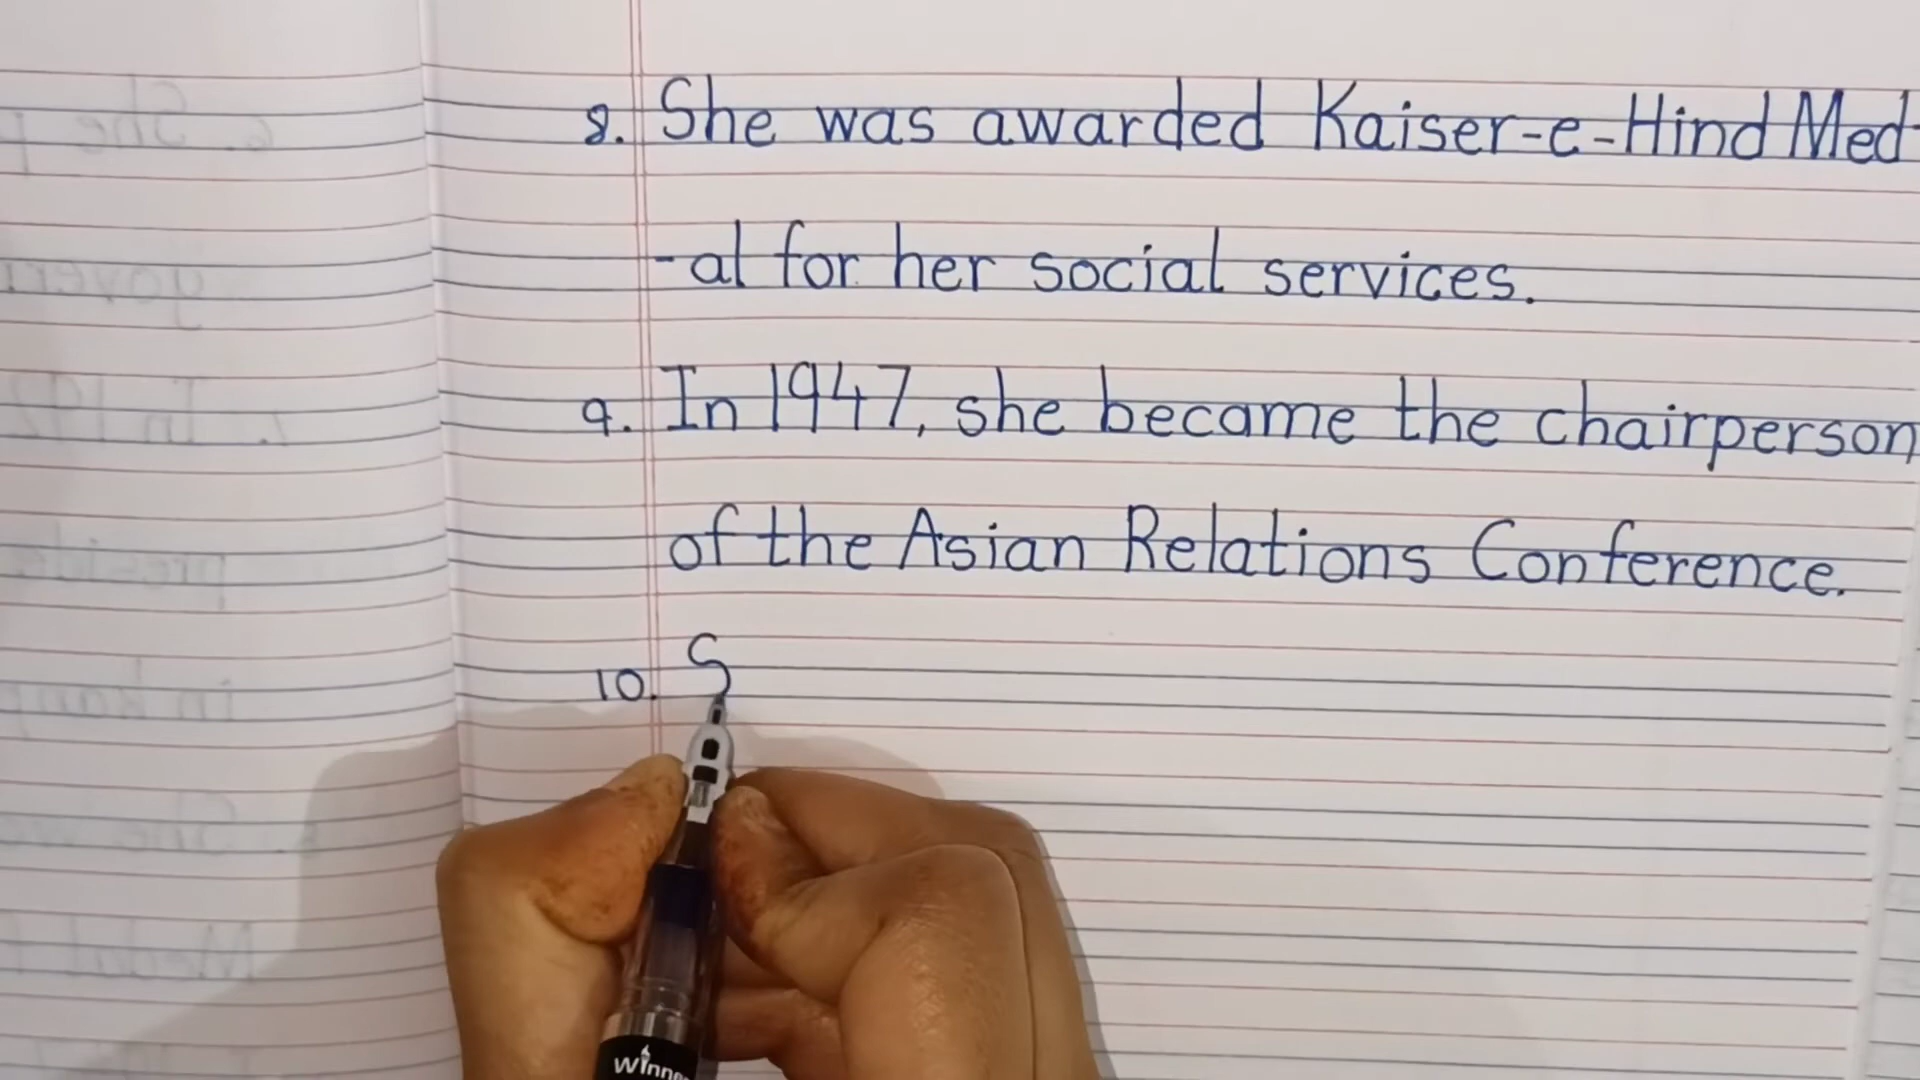 8. She was awarded Kaiser-e-Hind Med
-al for her social services.
9. In 1947, she became the chairperson
of the Asian Relations Conference.
10. S
winne